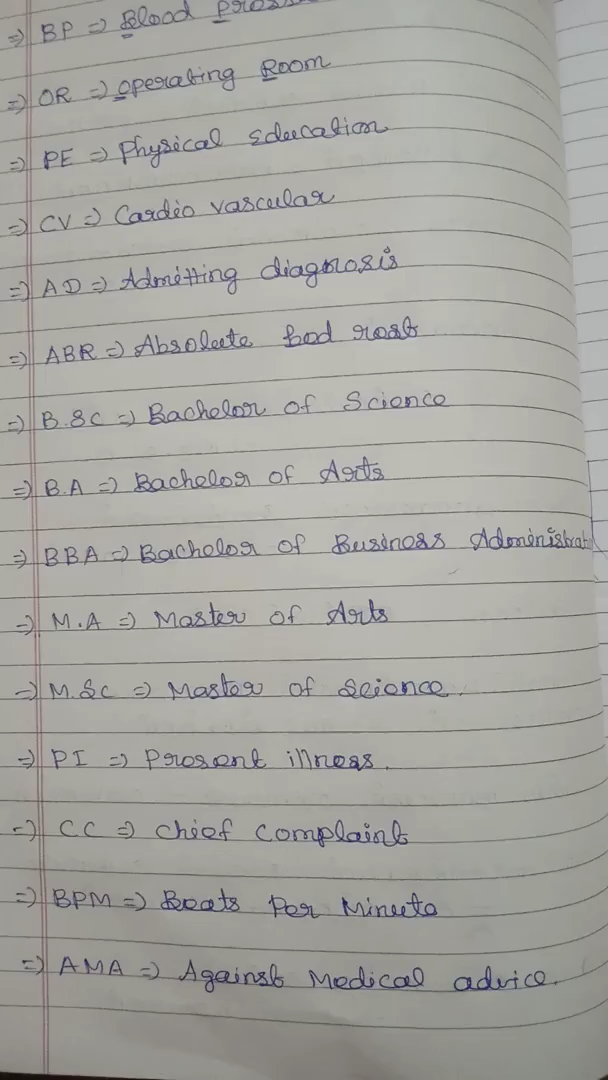 => BP => Blood Press
=> OR => Operating Room
=> PE => Physical Education
=> CV => Cardio vascular
=> AD => Admitting diagnosis
=> ABR => Absolute bed rest
=> B.SC => Bachelor of Science
=> B.A => Bachelor of Arts
=> BBA => Bachelor of Business Administrat
=> M.A => Master of Arts
=> M.Sc => Master of Science.
=> PI => Present illness.
=> CC => chief complaint
=> BPM => Beats Per Minute
=> AMA => Against Medical advice.